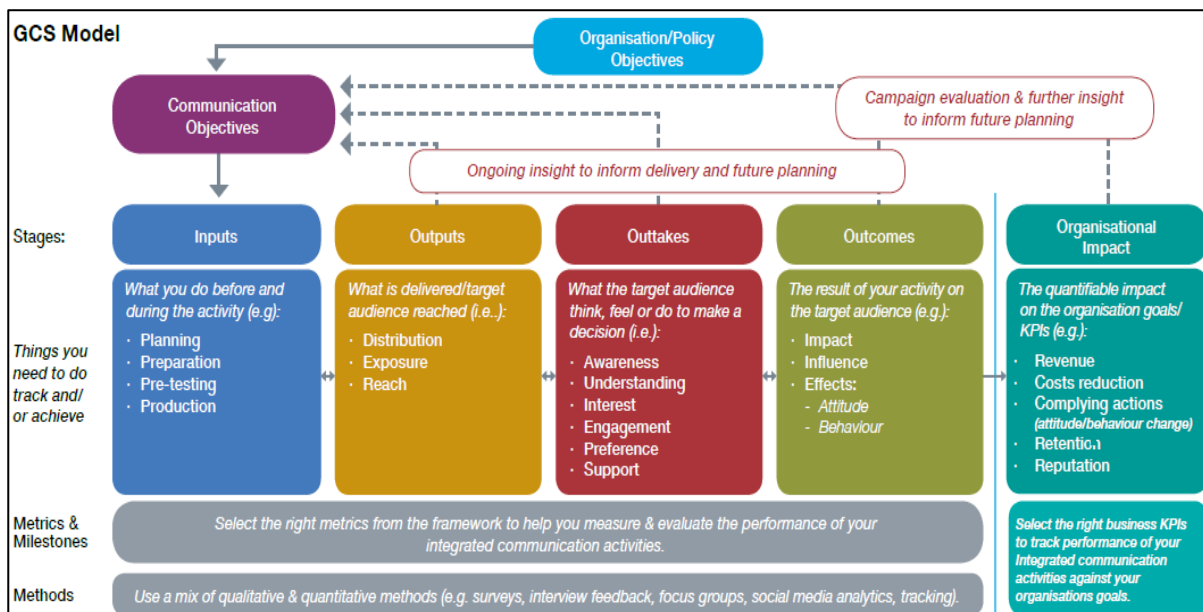 GCS Model
Organisation/Policy
Objectives
Communication
Objectives
Campaign evaluation & further insight
to inform future planning
Ongoing insight to inform delivery and future planning
Stages:
Inputs
Outputs
Outtakes
Outcomes
Organisational
Impact
Things you
need to do
track and/
or achieve
What you do before and
during the activity (e.g):
· Planning
· Preparation
· Pre-testing
· Production
What is delivered/target
audience reached (i.e..):
· Distribution
· Exposure
· Reach
What the target audience
think, feel or do to make a
decision (i.e.):
· Awareness
· Understanding
· Interest
· Engagement
· Preference
· Support
The result of your activity on
the target audience (e.g.):
· Impact
· Influence
· Effects:
- Attitude
- Behaviour
The quantifiable impact
on the organisation goals/
KPIs (e.g.):
· Revenue
· Costs reduction
· Complying actions
(attitude/behaviour change)
· Retention
· Reputation
Metrics &
Milestones
Select the right metrics from the framework to help you measure & evaluate the performance of your
integrated communication activities.
Select the right business KPIs
to track performance of your
Integrated communication
activities against your
organisations goals.
Methods
Use a mix of qualitative & quantitative methods (e.g. surveys, interview feedback, focus groups, social media analytics, tracking).